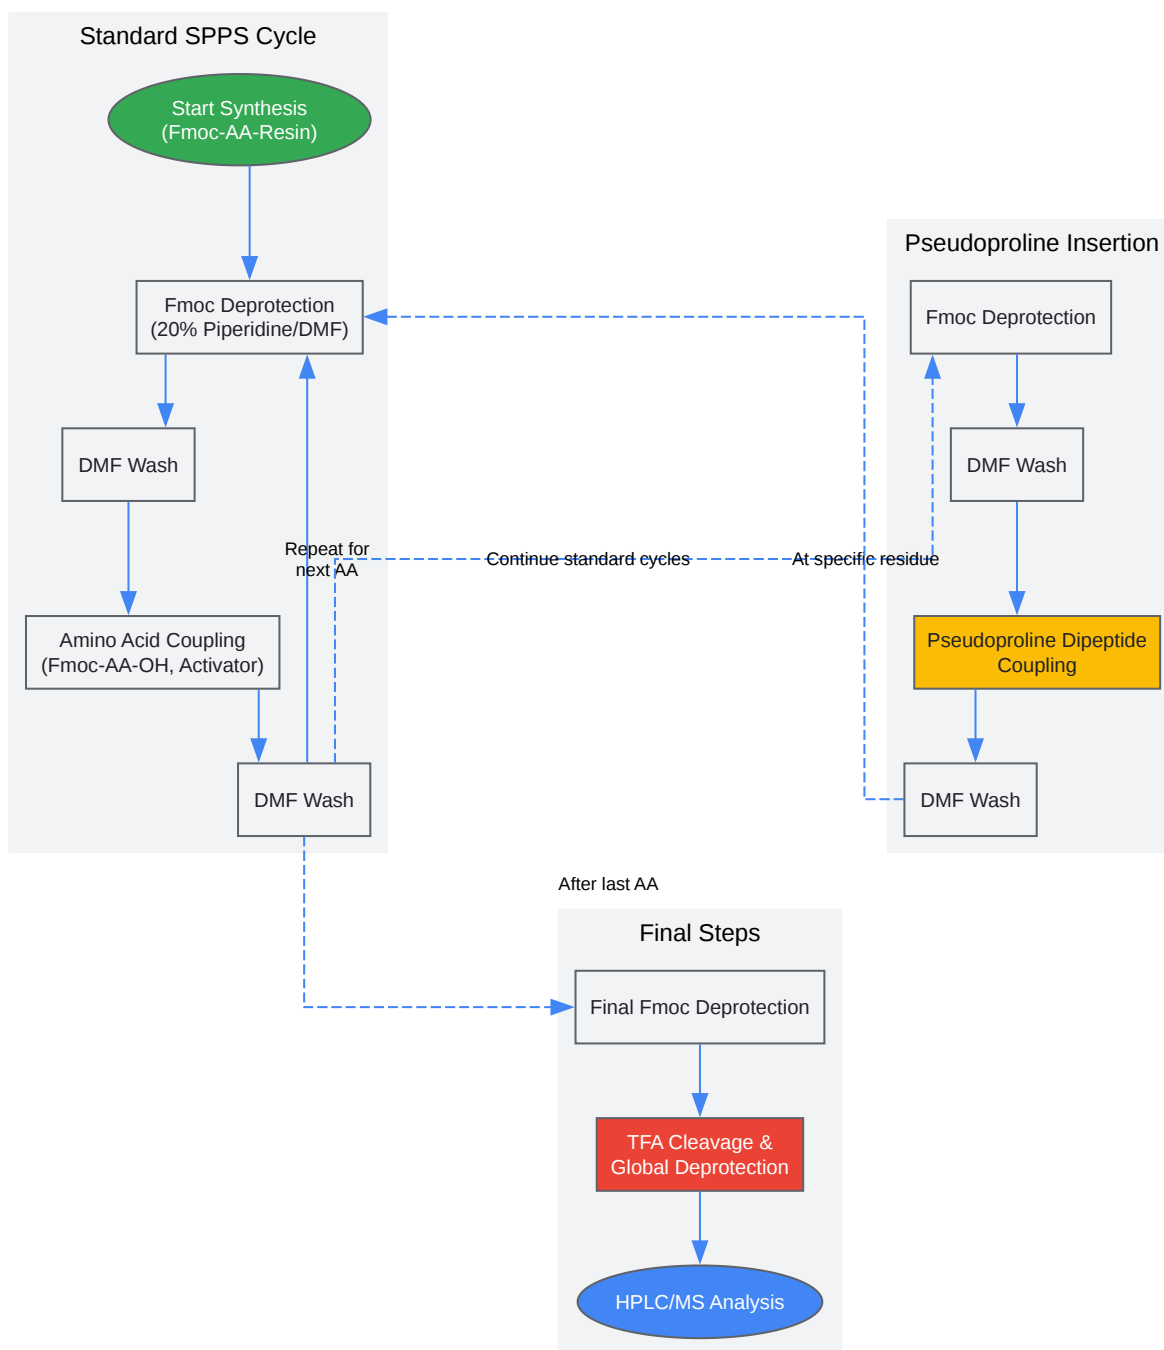 Standard SPPS Cycle
Start Synthesis
(Fmoc-AA-Resin)
Fmoc Deprotection
(20% Piperidine/DMF)
DMF Wash
Repeat for
next AA
Amino Acid Coupling
(Fmoc-AA-OH, Activator)
DMF Wash
Continue standard cycles
At specific residue
Pseudoproline Insertion
Fmoc Deprotection
DMF Wash
Pseudoproline Dipeptide
Coupling
DMF Wash
After last AA
Final Steps
Final Fmoc Deprotection
TFA Cleavage &
Global Deprotection
HPLC/MS Analysis